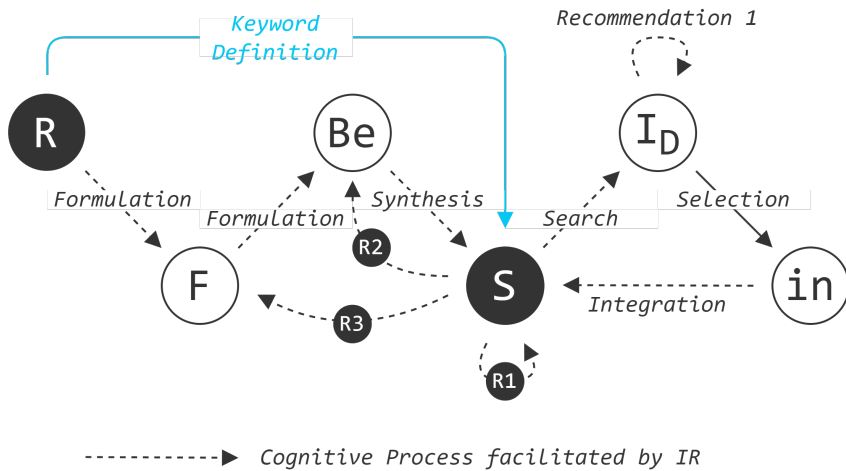 Keyword
Definition
Recommendation 1
R
Be
I_D
Formulation
Formulation
Synthesis
Search
Selection
R2
F
S
in
R3
Integration
R1
Cognitive Process facilitated by IR